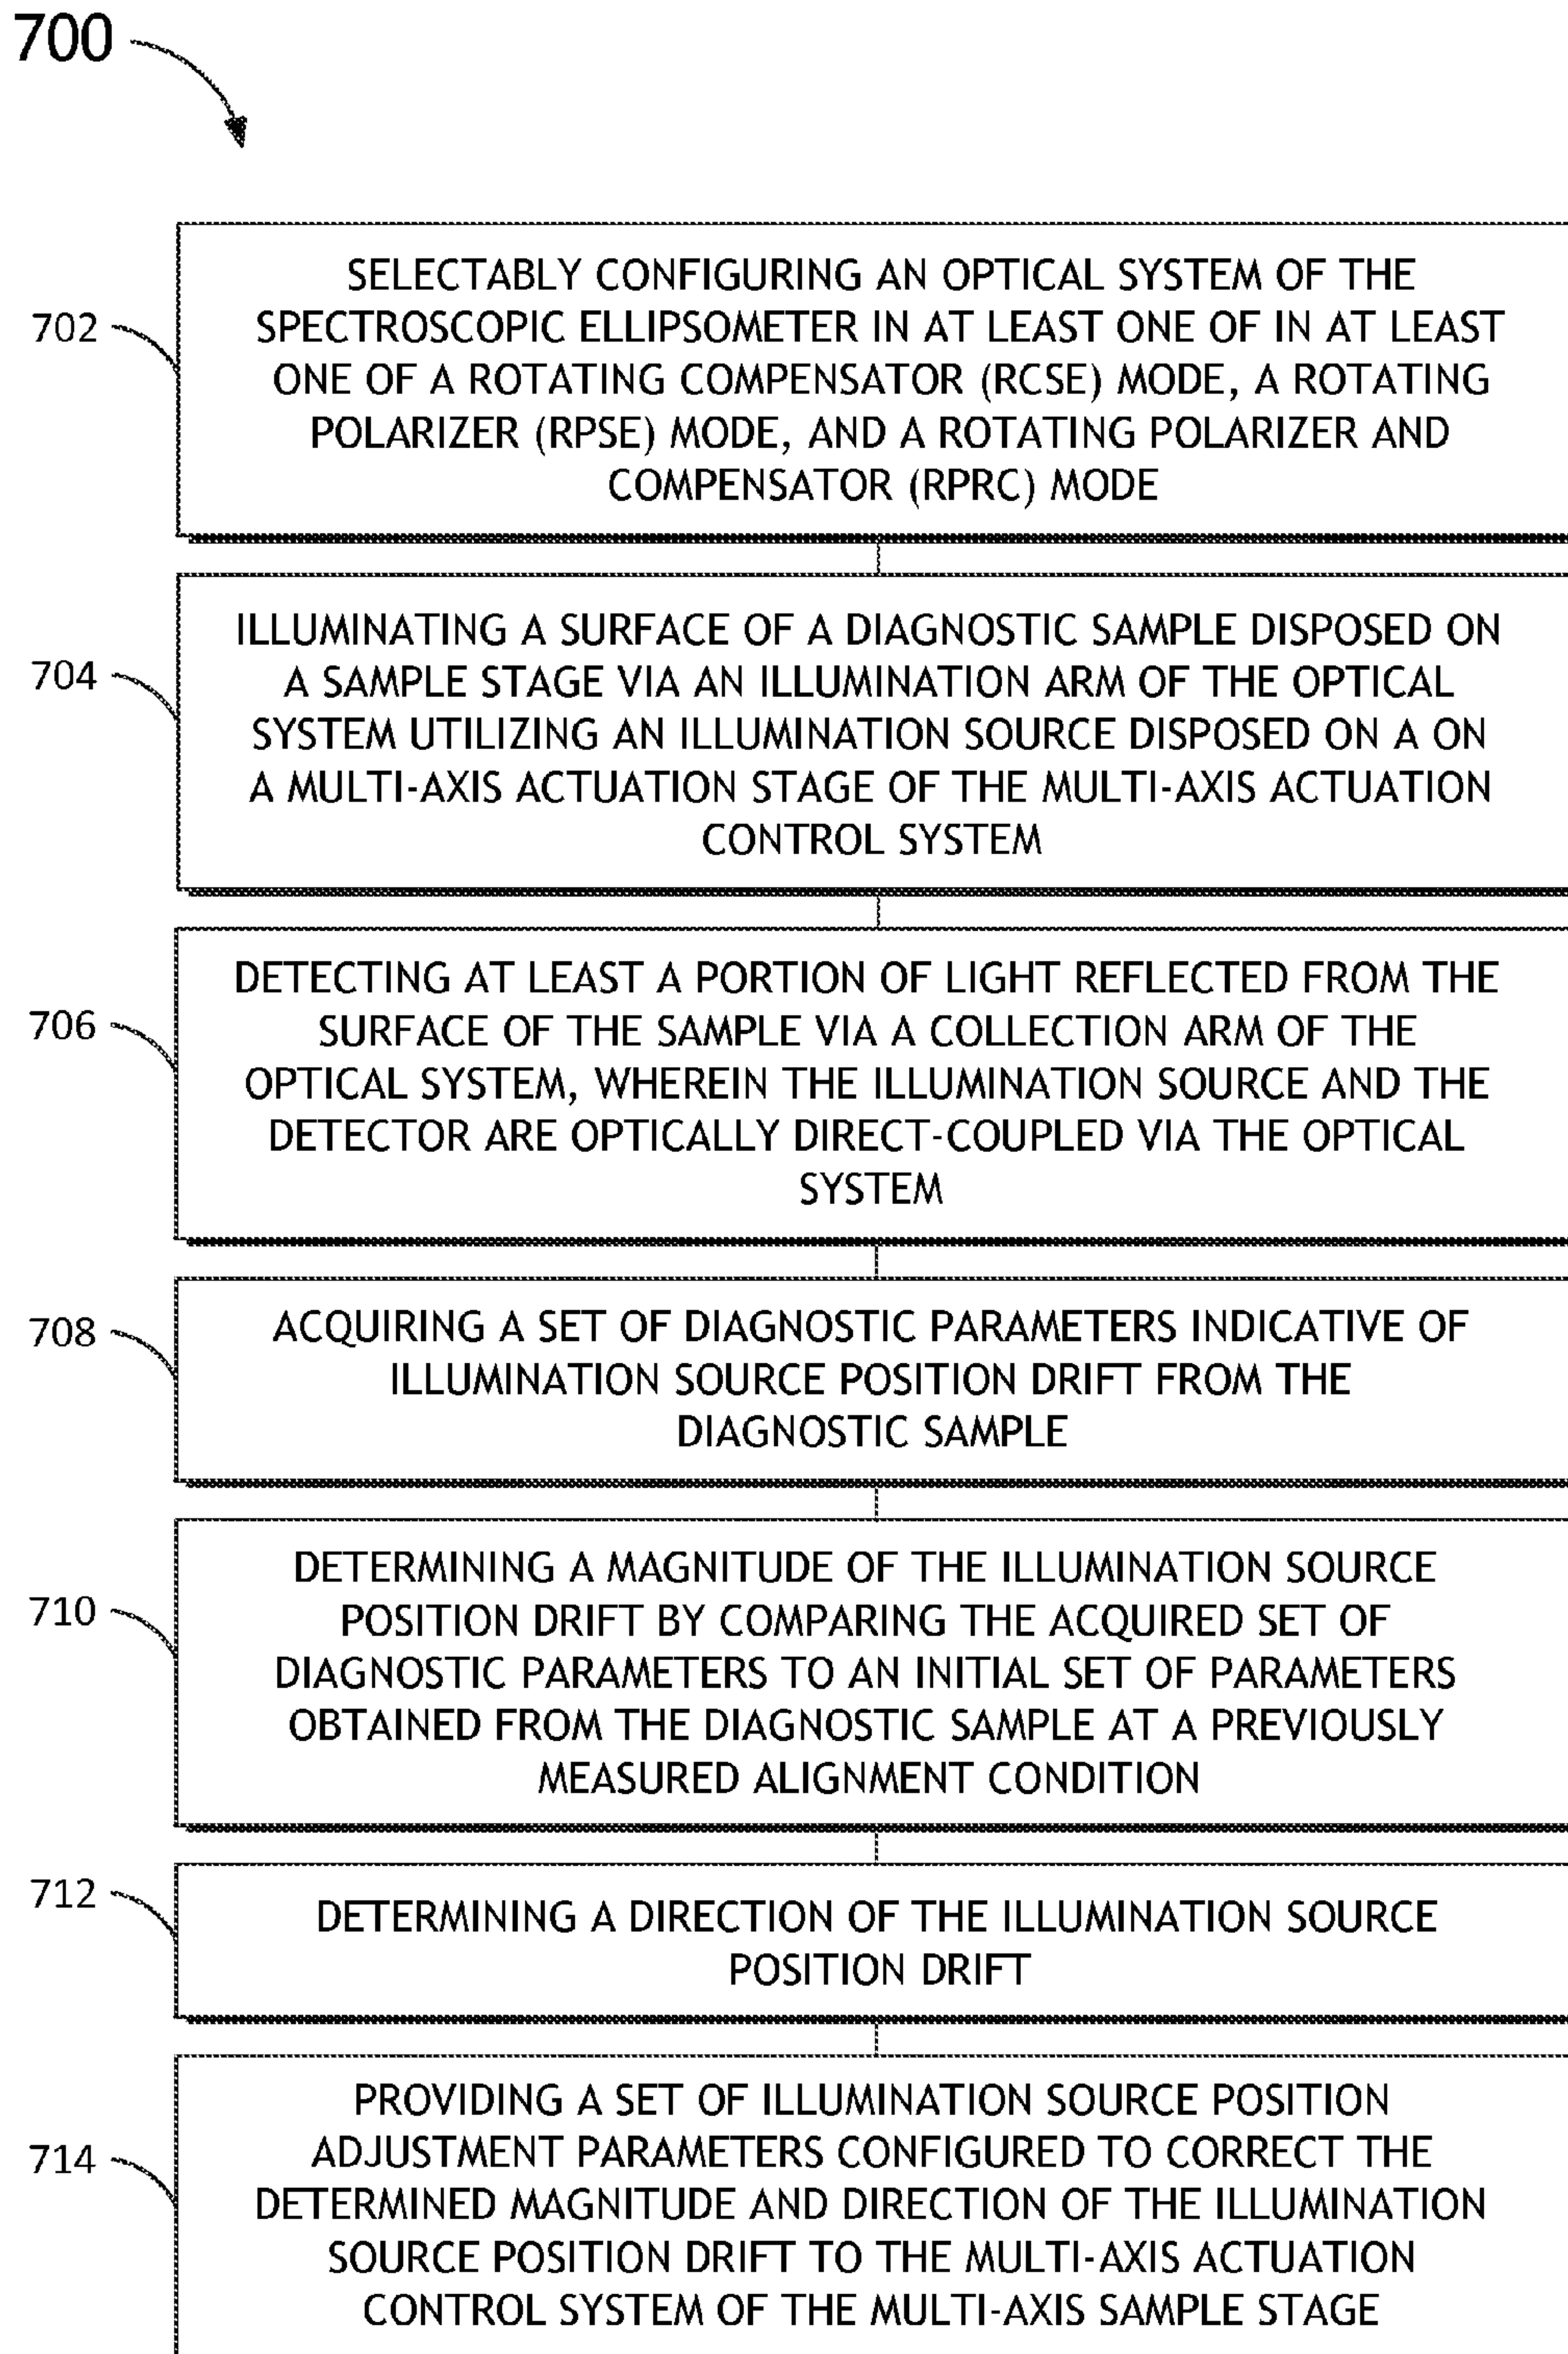 700
702
SELECTABLY CONFIGURING AN OPTICAL SYSTEM OF THE
SPECTROSCOPIC ELLIPSOMETER IN AT LEAST ONE OF IN AT LEAST
ONE OF A ROTATING COMPENSATOR (RCSE) MODE, A ROTATING
POLARIZER (RPSE) MODE, AND A ROTATING POLARIZER AND
COMPENSATOR (RPRC) MODE
704
ILLUMINATING A SURFACE OF A DIAGNOSTIC SAMPLE DISPOSED ON
A SAMPLE STAGE VIA AN ILLUMINATION ARM OF THE OPTICAL
SYSTEM UTILIZING AN ILLUMINATION SOURCE DISPOSED ON A ON
A MULTI-AXIS ACTUATION STAGE OF THE MULTI-AXIS ACTUATION
CONTROL SYSTEM
706
DETECTING AT LEAST A PORTION OF LIGHT REFLECTED FROM THE
SURFACE OF THE SAMPLE VIA A COLLECTION ARM OF THE
OPTICAL SYSTEM, WHEREIN THE ILLUMINATION SOURCE AND THE
DETECTOR ARE OPTICALLY DIRECT-COUPLED VIA THE OPTICAL
SYSTEM
708
ACQUIRING A SET OF DIAGNOSTIC PARAMETERS INDICATIVE OF
ILLUMINATION SOURCE POSITION DRIFT FROM THE
DIAGNOSTIC SAMPLE
710
DETERMINING A MAGNITUDE OF THE ILLUMINATION SOURCE
POSITION DRIFT BY COMPARING THE ACQUIRED SET OF
DIAGNOSTIC PARAMETERS TO AN INITIAL SET OF PARAMETERS
OBTAINED FROM THE DIAGNOSTIC SAMPLE AT A PREVIOUSLY
MEASURED ALIGNMENT CONDITION
712
DETERMINING A DIRECTION OF THE ILLUMINATION SOURCE
POSITION DRIFT
714
PROVIDING A SET OF ILLUMINATION SOURCE POSITION
ADJUSTMENT PARAMETERS CONFIGURED TO CORRECT THE
DETERMINED MAGNITUDE AND DIRECTION OF THE ILLUMINATION
SOURCE POSITION DRIFT TO THE MULTI-AXIS ACTUATION
CONTROL SYSTEM OF THE MULTI-AXIS SAMPLE STAGE